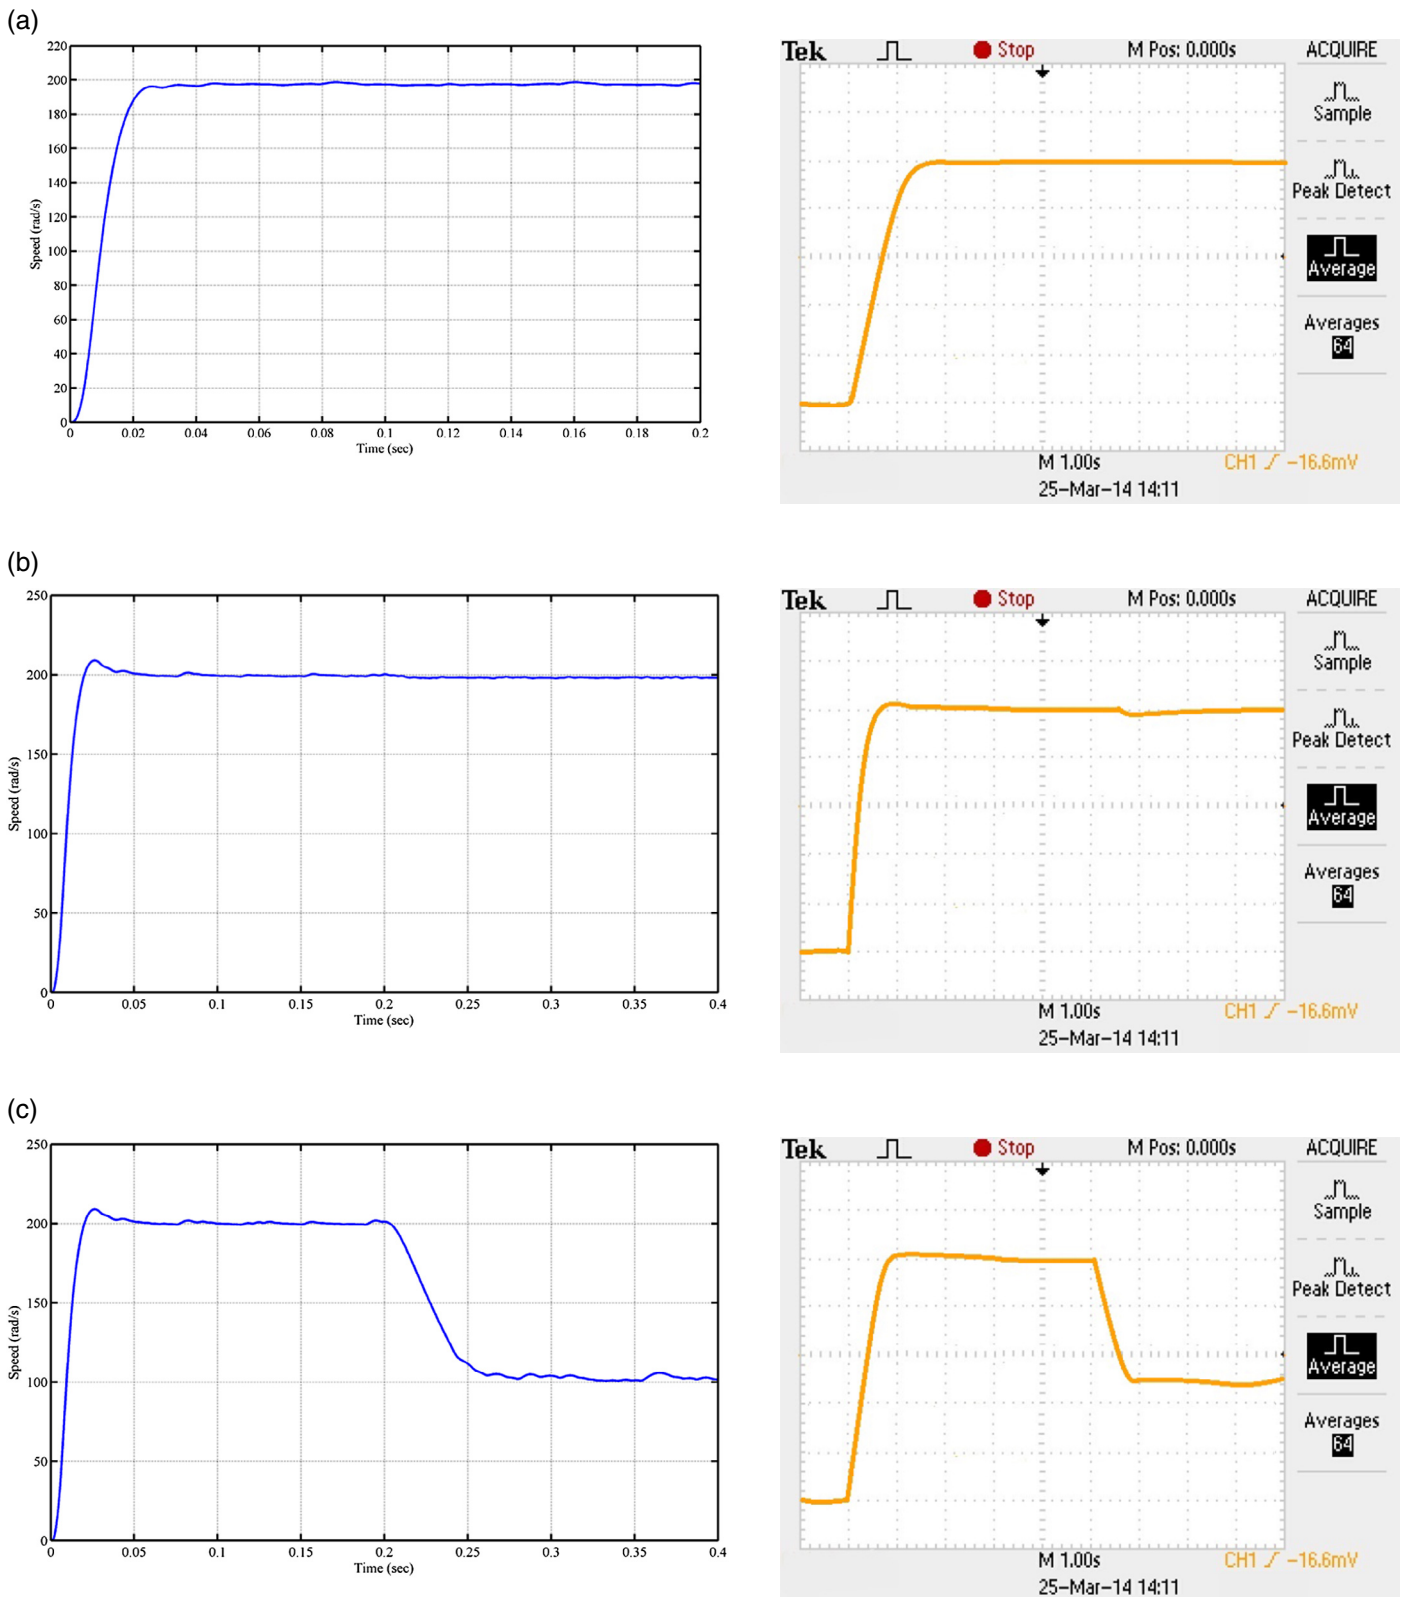 (a)
220
200
180
160
140
120
100
80
60
40
20
0
Speed (rad/s)
0 0.02 0.04 0.06 0.08 0.1 0.12 0.14 0.16 0.18 0.2
Time (sec)
Tek Stop M Pos: 0.000s ACQUIRE
Sample
Peak Detect
Average
Averages
64
M 1.00s CH1 -16.6mV
25-Mar-14 14:11
(b)
250
200
150
100
50
0
Speed (rad/s)
0 0.05 0.1 0.15 0.2 0.25 0.3 0.35 0.4
Time (sec)
Tek Stop M Pos: 0.000s ACQUIRE
Sample
Peak Detect
Average
Averages
64
M 1.00s CH1 -16.6mV
25-Mar-14 14:11
(c)
250
200
150
100
50
0
Speed (rad/s)
0 0.05 0.1 0.15 0.2 0.25 0.3 0.35 0.4
Time (sec)
Tek Stop M Pos: 0.000s ACQUIRE
Sample
Peak Detect
Average
Averages
64
M 1.00s CH1 -16.6mV
25-Mar-14 14:11